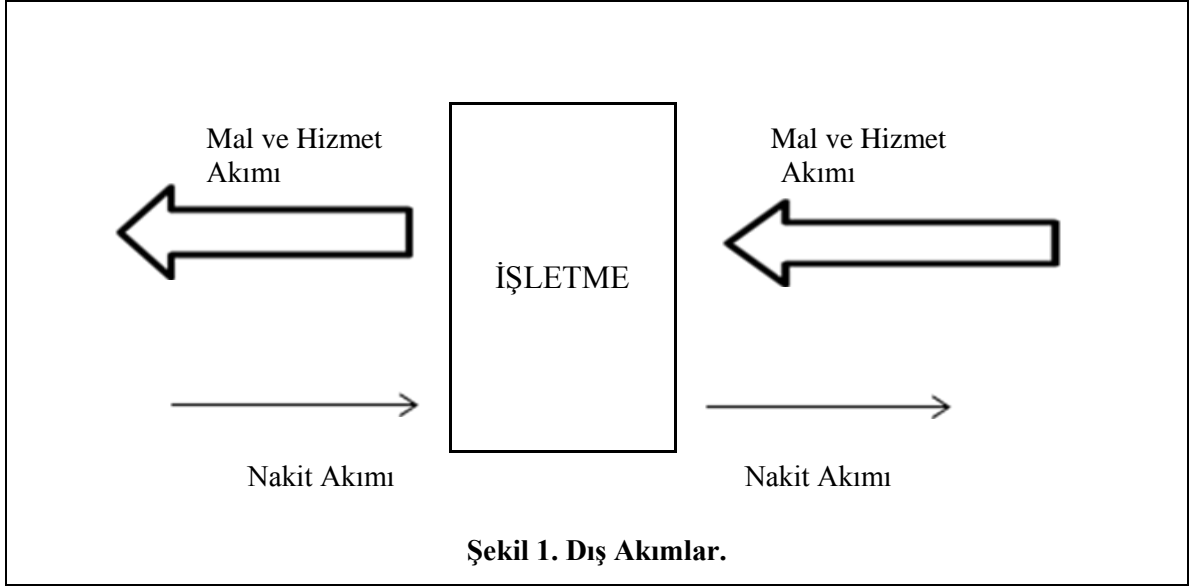 Mal ve Hizmet
Akımı
Mal ve Hizmet
Akımı
İŞLETME
Nakit Akımı
Nakit Akımı
Şekil 1. Dış Akımlar.